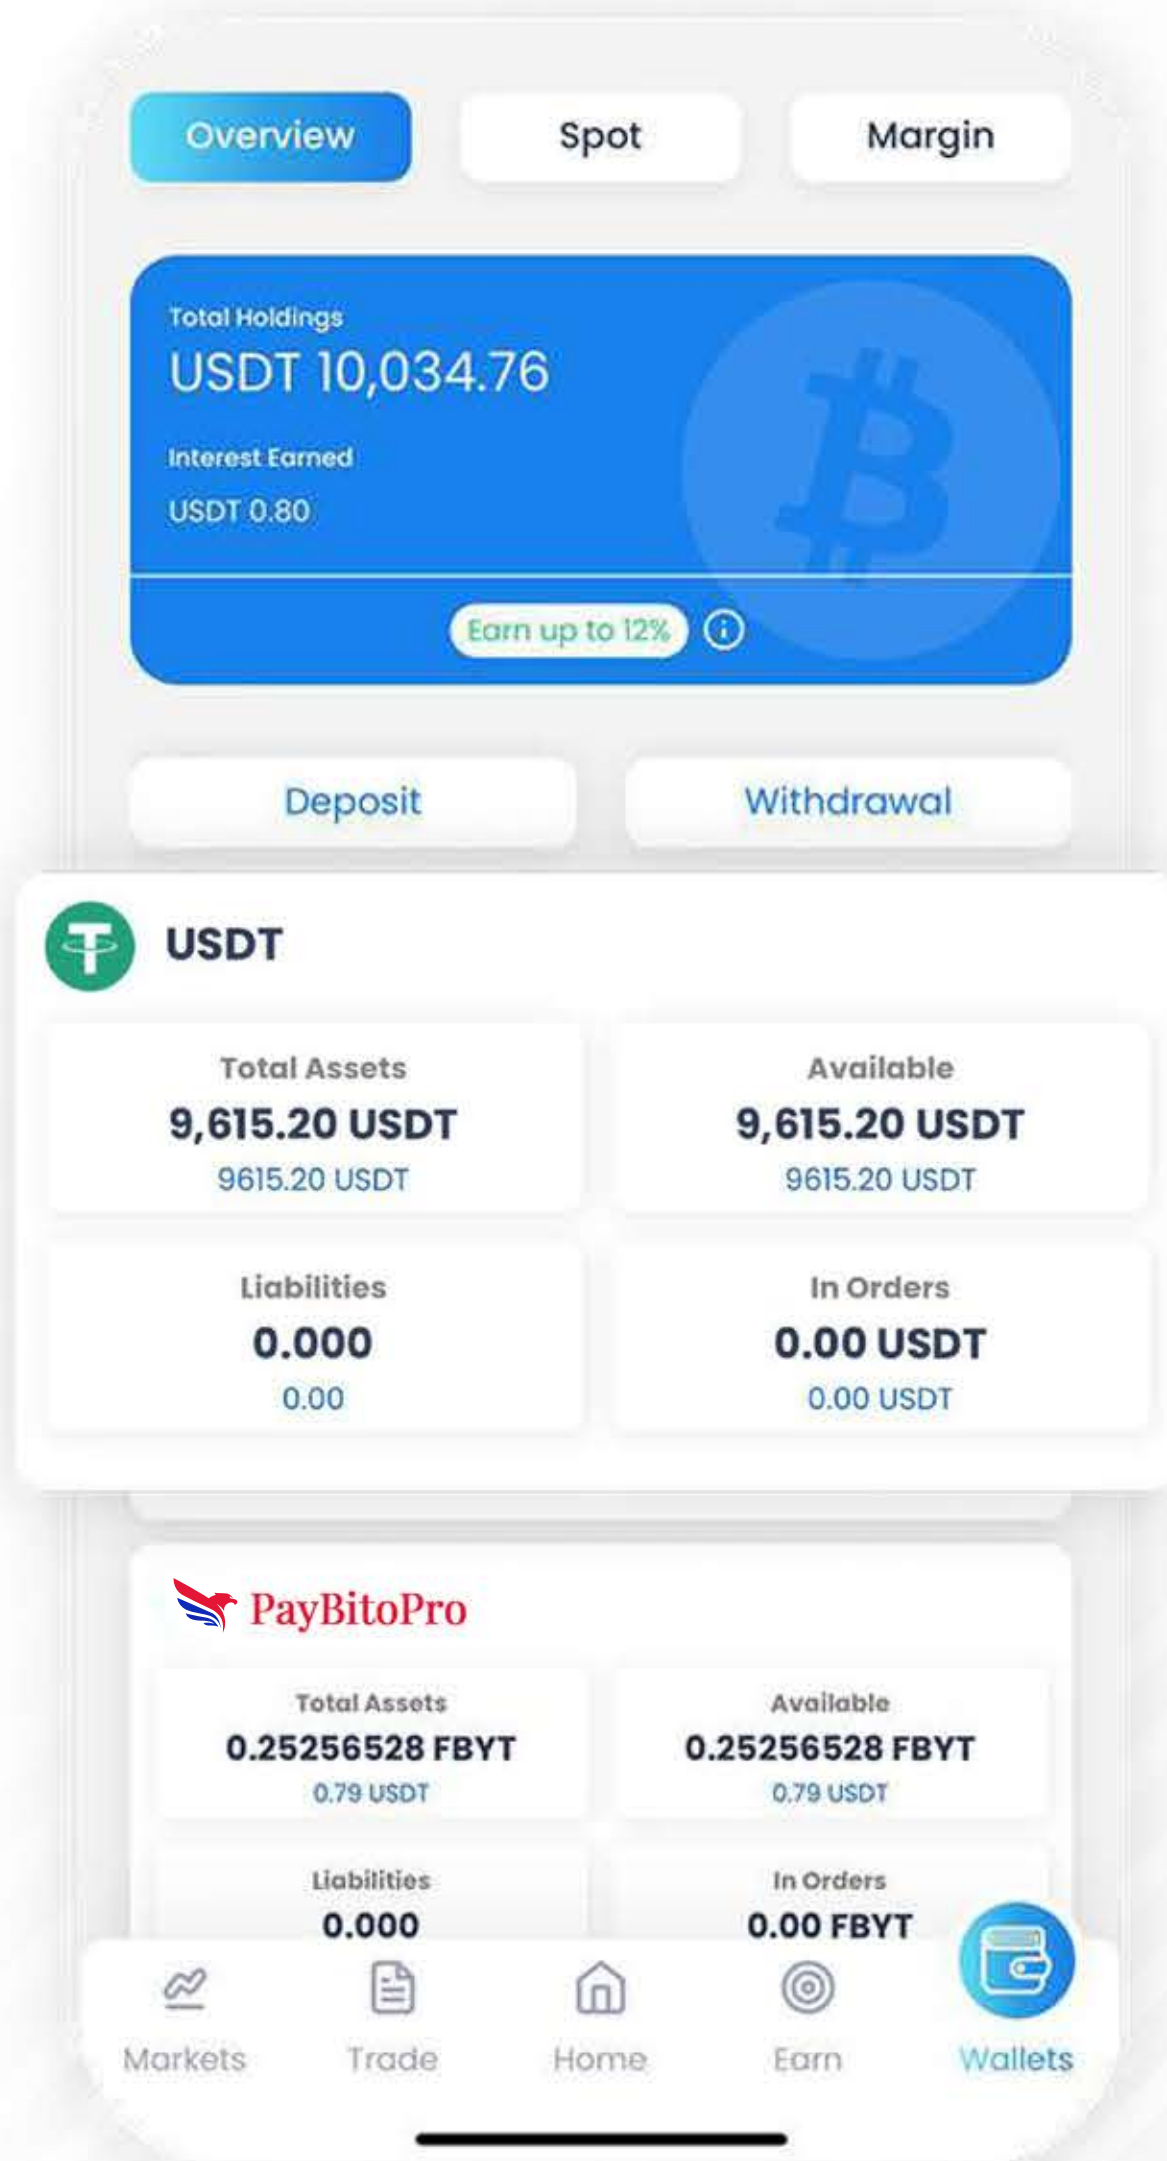 Overview Spot Margin
Total Holdings
USDT 10,034.76
Interest Earned
USDT 0.80
Earn up to 12%
Deposit Withdrawal
USDT
Total Assets Available
9,615.20 USDT 9,615.20 USDT
9615.20 USDT 9615.20 USDT
Liabilities In Orders
0.000 0.00 USDT
0.00 0.00 USDT
PayBitoPro
Total Assets Available
0.25256528 FBYT 0.25256528 FBYT
0.79 USDT 0.79 USDT
Liabilities In Orders
0.000 0.00 FBYT
Markets Trade Home Earn Wallets